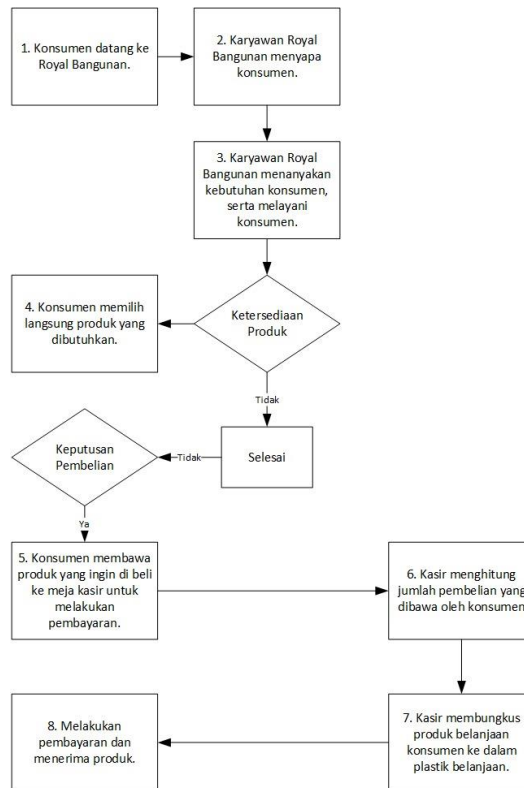 1. Konsumen datang ke
Royal Bangunan.
2. Karyawan Royal
Bangunan menyapa
konsumen.
3. Karyawan Royal
Bangunan menanyakan
kebutuhan konsumen,
serta melayani
konsumen.
4. Konsumen memilih
langsung produk yang
dibutuhkan.
Ketersediaan
Produk
Tidak
Keputusan
Pembelian
Tidak
Selesai
Ya
5. Konsumen membawa
produk yang ingin di beli
ke meja kasir untuk
melakukan
pembayaran.
6. Kasir menghitung
jumlah pembelian yang
dibawa oleh konsumen
8. Melakukan
pembayaran dan
menerima produk.
7. Kasir membungkus
produk belanjaan
konsumen ke dalam
plastik belanjaan.